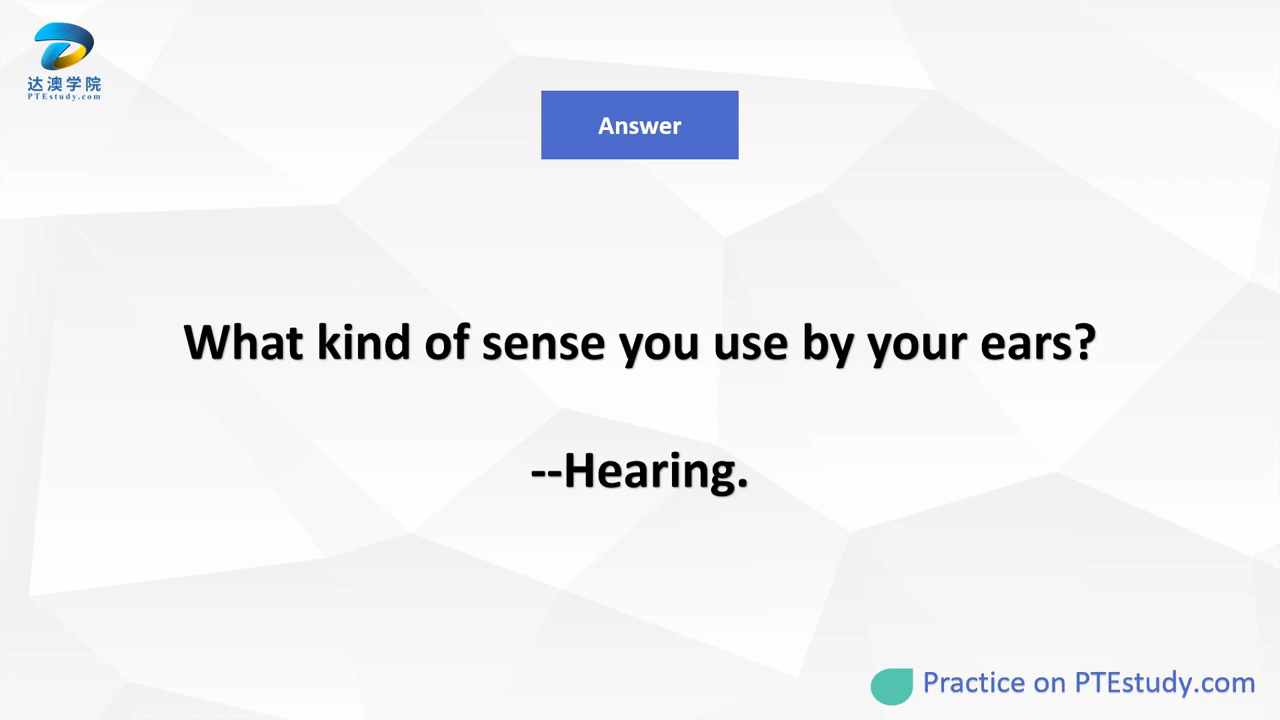 达澳学院
PTEstudy.com
Answer
What kind of sense you use by your ears?
--Hearing.
Practice on PTEstudy.com